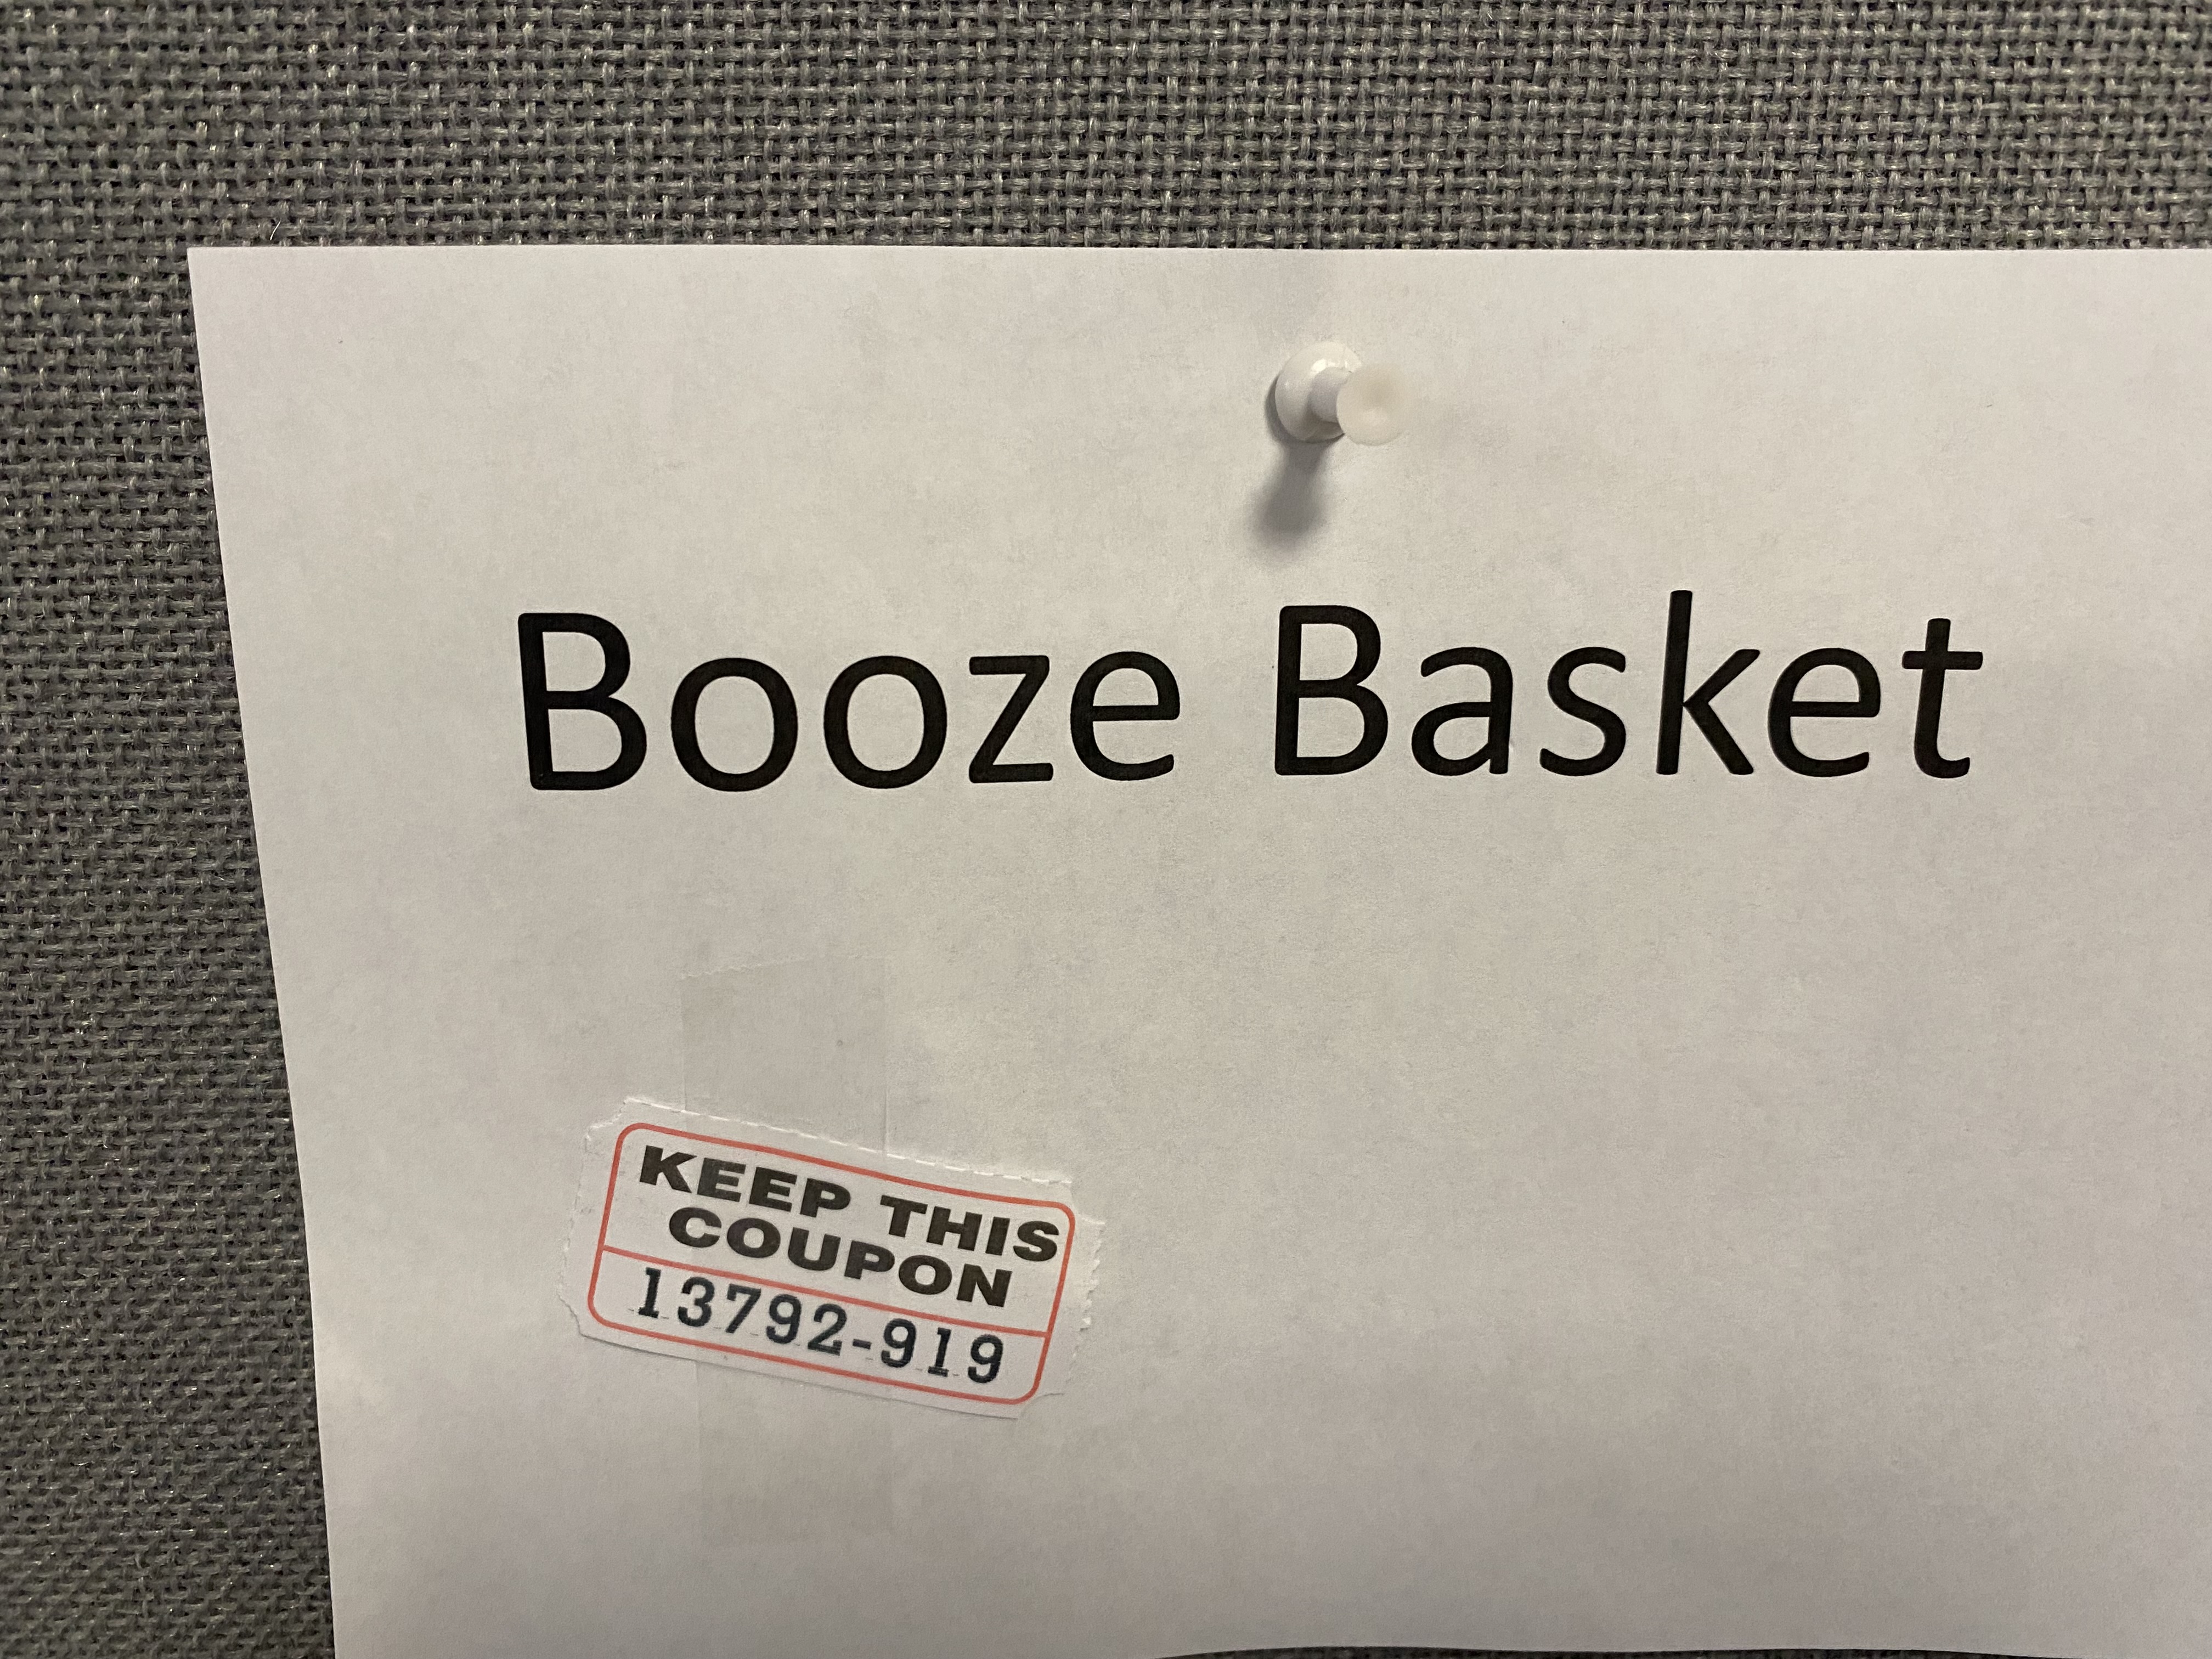 Booze Basket
KEEP THIS
COUPON
13792-919